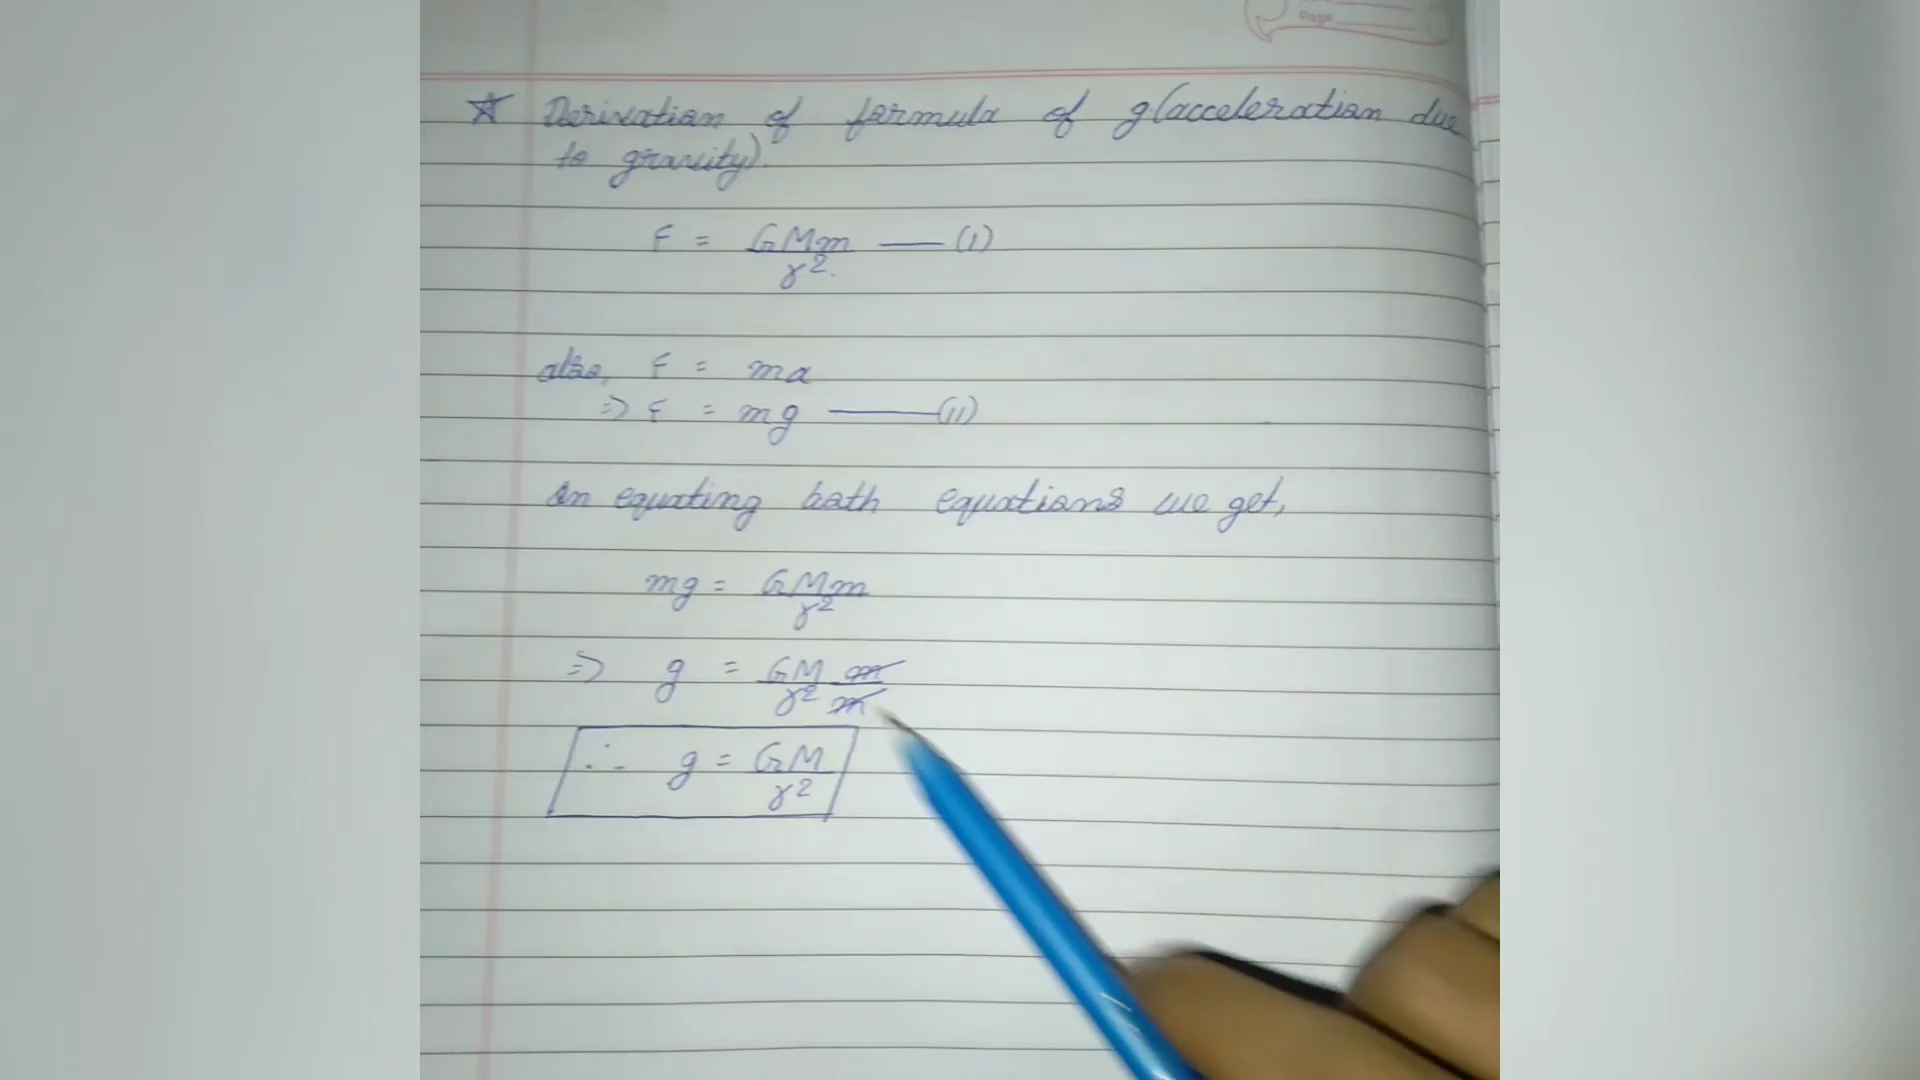 Page
☆ Derivation of formula of g(acceleration due
to gravity).
F = GMm/r². —— (I)
also, F = ma
⇒ F = mg ——— (II)
On equating both equations we get,
mg = GMm/r²
⇒ g = GM m/r² m
∴ g = GM/r²